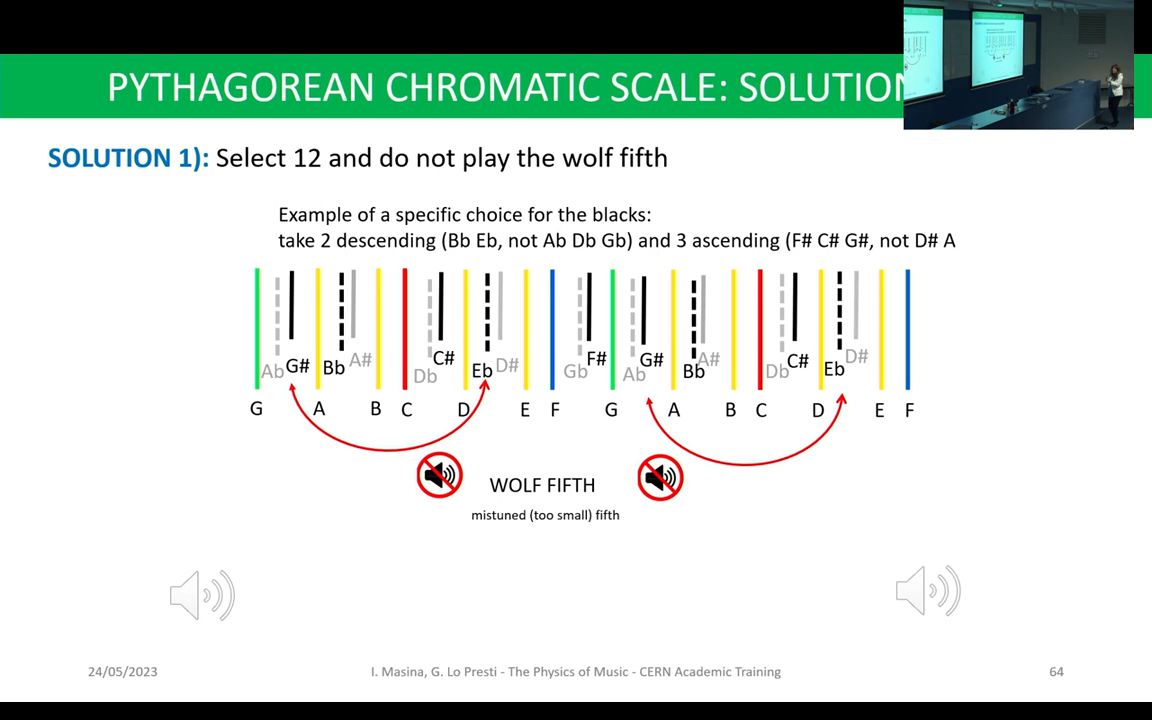 PYTHAGOREAN CHROMATIC SCALE: SOLUTION
SOLUTION 1): Select 12 and do not play the wolf fifth
Example of a specific choice for the blacks:
take 2 descending (Bb Eb, not Ab Db Gb) and 3 ascending (F# C# G#, not D# A
Ab G# Bb A# Db C# Eb D# Gb F# Ab G# Bb A# Db C# Eb D#
G A B C D E F G A B C D E F
WOLF FIFTH
mistuned (too small) fifth
24/05/2023 I. Masina, G. Lo Presti - The Physics of Music - CERN Academic Training 64